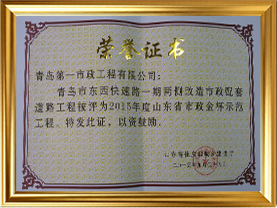 荣誉证书
青岛第一市政工程有限公司：
青岛市东西快速路一期两侧改造市政配套
道路工程被评为2015年度山东省市政金杯示范
工程。特发此证，以资鼓励。